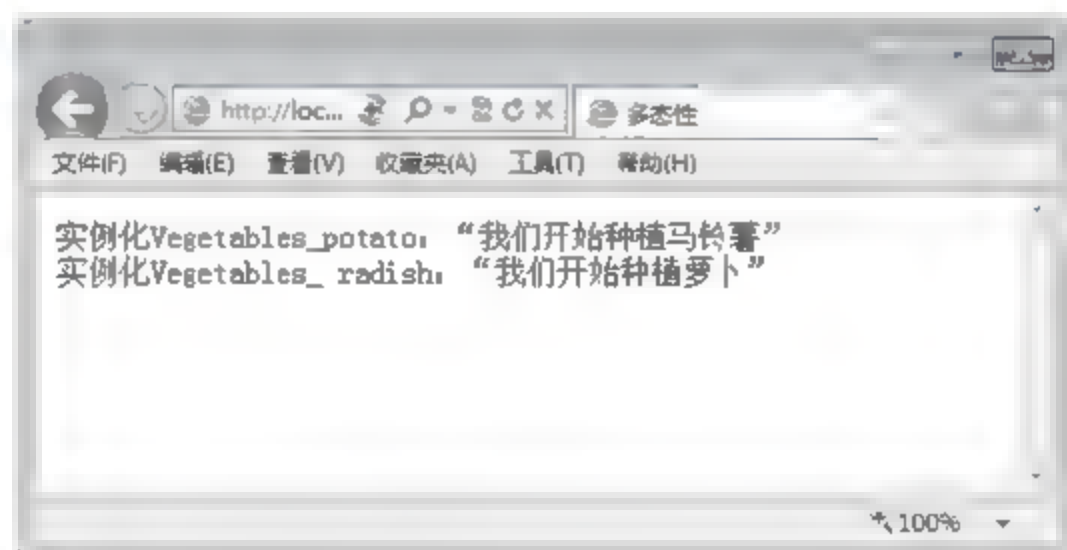 http://loc...
多态性
文件(F) 编辑(E) 查看(V) 收藏夹(A) 工具(T) 帮助(H)
实例化Vegetables_potato：“我们开始种植马铃薯”
实例化Vegetables_ radish：“我们开始种植萝卜”
100%